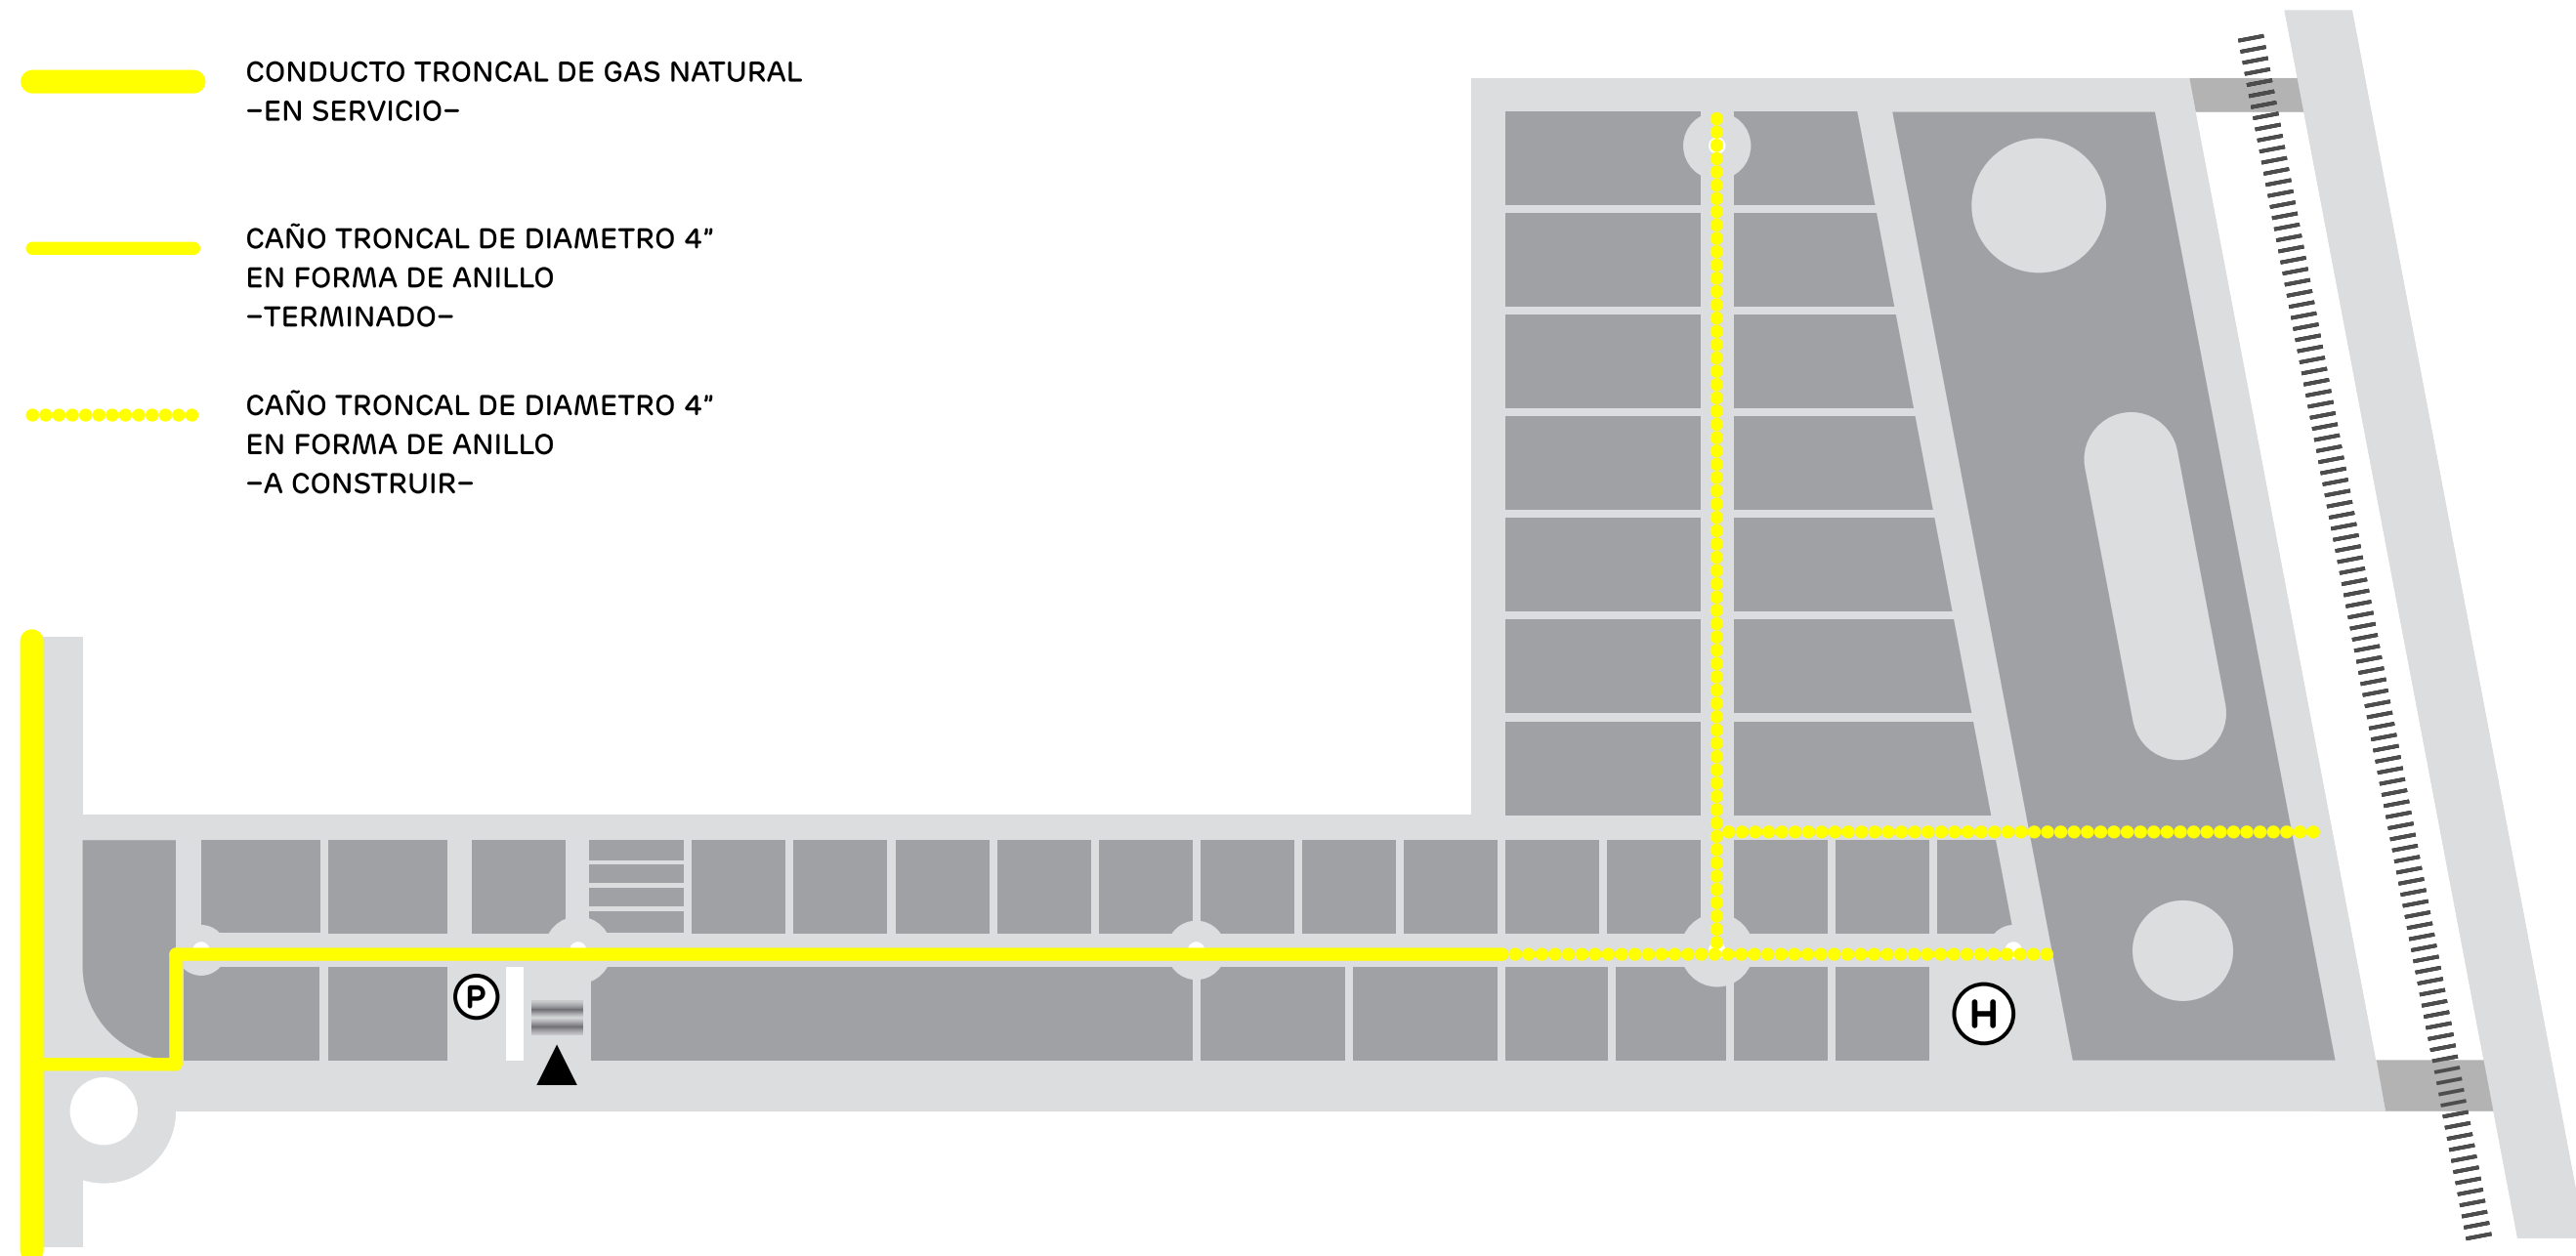 CONDUCTO TRONCAL DE GAS NATURAL
–EN SERVICIO–
CAÑO TRONCAL DE DIAMETRO 4"
EN FORMA DE ANILLO
–TERMINADO–
CAÑO TRONCAL DE DIAMETRO 4"
EN FORMA DE ANILLO
–A CONSTRUIR–
P
H